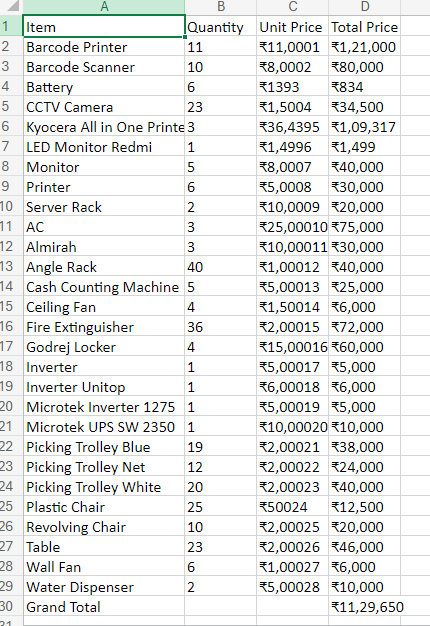 A B C D
1 Item Quantity Unit Price Total Price
2 Barcode Printer 11 ₹11,0001 ₹1,21,000
3 Barcode Scanner 10 ₹8,0002 ₹80,000
4 Battery 6 ₹1393 ₹834
5 CCTV Camera 23 ₹1,5004 ₹34,500
6 Kyocera All in One Printe 3 ₹36,4395 ₹1,09,317
7 LED Monitor Redmi 1 ₹1,4996 ₹1,499
8 Monitor 5 ₹8,0007 ₹40,000
9 Printer 6 ₹5,0008 ₹30,000
10 Server Rack 2 ₹10,0009 ₹20,000
11 AC 3 ₹25,00010 ₹75,000
12 Almirah 3 ₹10,00011 ₹30,000
13 Angle Rack 40 ₹1,00012 ₹40,000
14 Cash Counting Machine 5 ₹5,00013 ₹25,000
15 Ceiling Fan 4 ₹1,50014 ₹6,000
16 Fire Extinguisher 36 ₹2,00015 ₹72,000
17 Godrej Locker 4 ₹15,00016 ₹60,000
18 Inverter 1 ₹5,00017 ₹5,000
19 Inverter Unitop 1 ₹6,00018 ₹6,000
20 Microtek Inverter 1275 1 ₹5,00019 ₹5,000
21 Microtek UPS SW 2350 1 ₹10,00020 ₹10,000
22 Picking Trolley Blue 19 ₹2,00021 ₹38,000
23 Picking Trolley Net 12 ₹2,00022 ₹24,000
24 Picking Trolley White 20 ₹2,00023 ₹40,000
25 Plastic Chair 25 ₹50024 ₹12,500
26 Revolving Chair 10 ₹2,00025 ₹20,000
27 Table 23 ₹2,00026 ₹46,000
28 Wall Fan 6 ₹1,00027 ₹6,000
29 Water Dispenser 2 ₹5,00028 ₹10,000
30 Grand Total ₹11,29,650
31